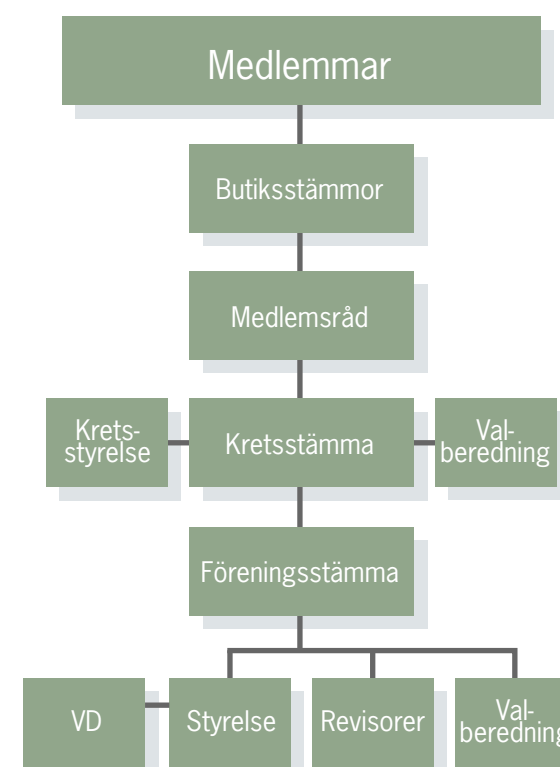 Medlemmar
Butiksstämmor
Medlemsråd
Krets-
styrelse
Kretsstämma
Val-
beredning
Föreningsstämma
VD
Styrelse
Revisorer
Val-
beredning